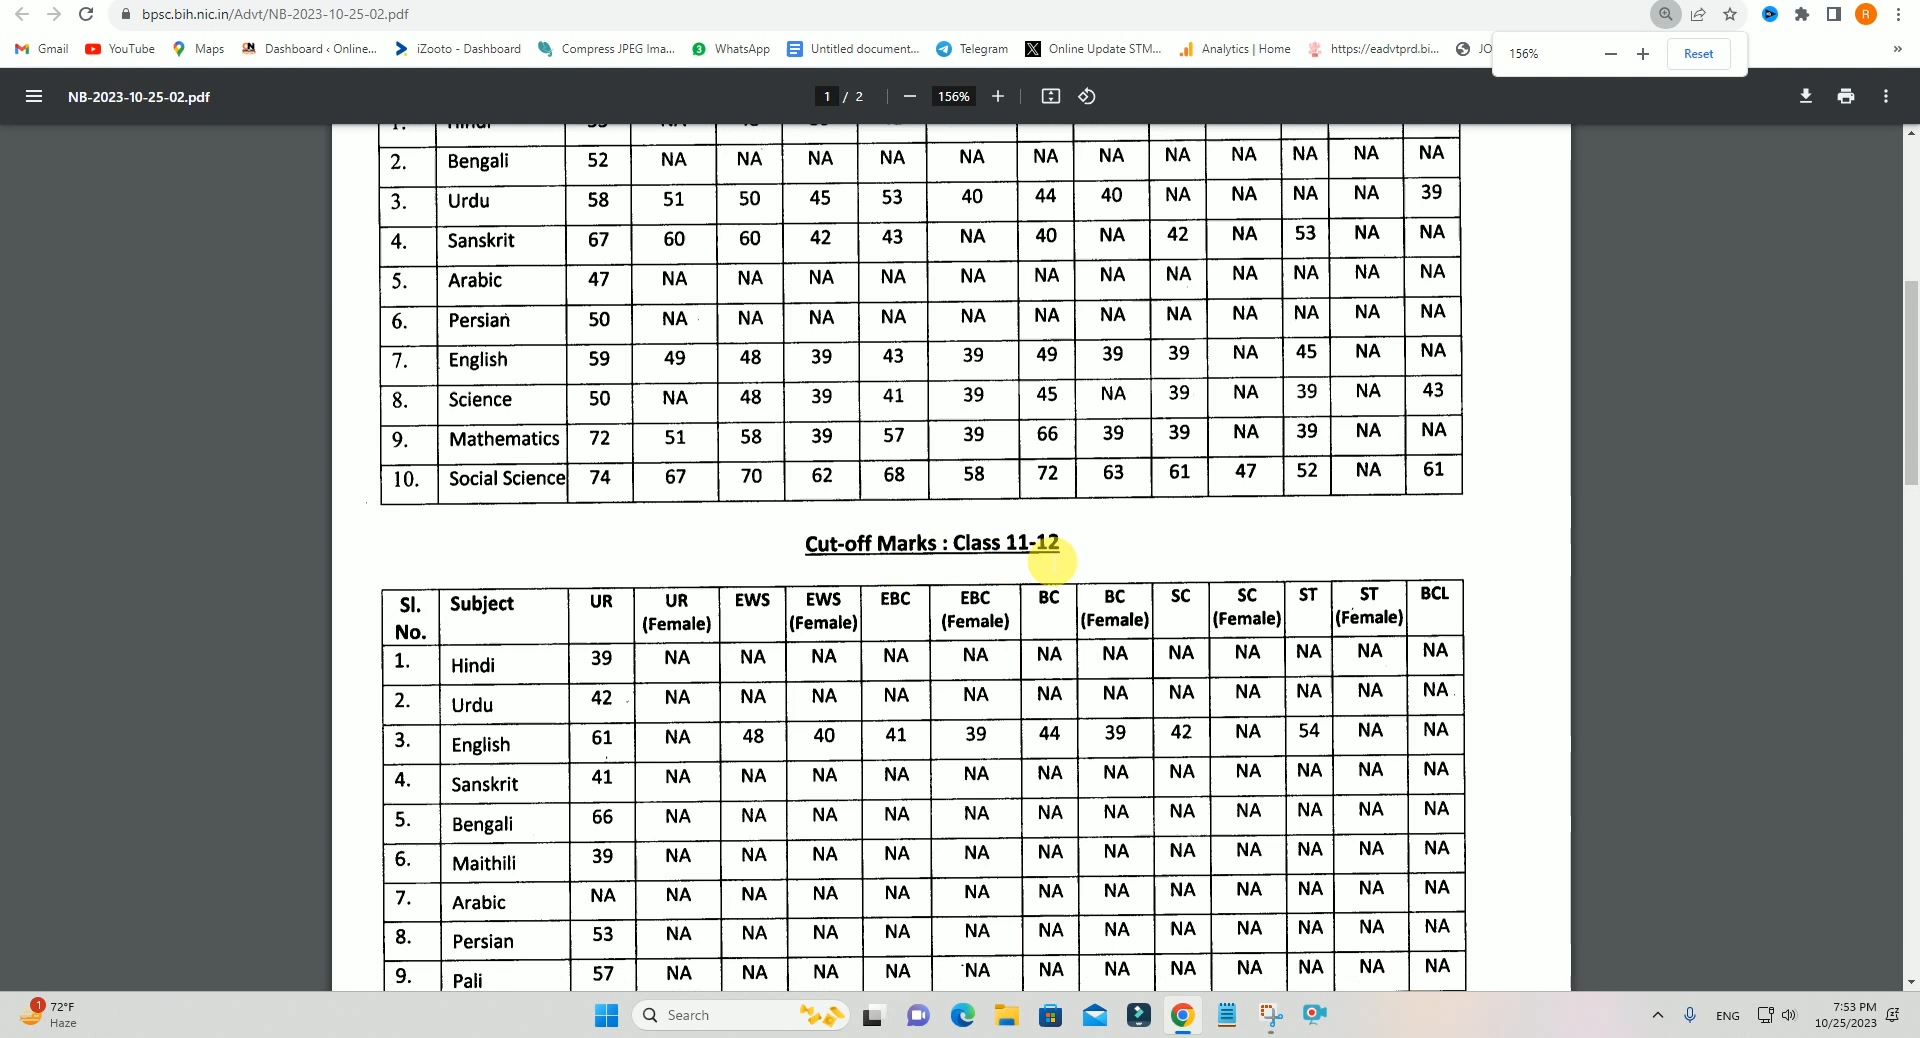 bpsc.bih.nic.in/Advt/NB-2023-10-25-02.pdf
Gmail YouTube Maps Dashboard ‹ Online... iZooto - Dashboard Compress JPEG Ima... WhatsApp Untitled document... Telegram Online Update STM... Analytics | Home https://eadvtprd.bi... JO »
156% − + Reset
NB-2023-10-25-02.pdf 1 / 2 − 156% +
2. Bengali 52 NA NA NA NA NA NA NA NA NA NA NA NA
3. Urdu 58 51 50 45 53 40 44 40 NA NA NA NA 39
4. Sanskrit 67 60 60 42 43 NA 40 NA 42 NA 53 NA NA
5. Arabic 47 NA NA NA NA NA NA NA NA NA NA NA NA
6. Persian 50 NA NA NA NA NA NA NA NA NA NA NA NA
7. English 59 49 48 39 43 39 49 39 39 NA 45 NA NA
8. Science 50 NA 48 39 41 39 45 NA 39 NA 39 NA 43
9. Mathematics 72 51 58 39 57 39 66 39 39 NA 39 NA NA
10. Social Science 74 67 70 62 68 58 72 63 61 47 52 NA 61
Cut-off Marks : Class 11-12
Sl. No. Subject UR UR (Female) EWS EWS (Female) EBC EBC (Female) BC BC (Female) SC SC (Female) ST ST (Female) BCL
1. Hindi 39 NA NA NA NA NA NA NA NA NA NA NA NA
2. Urdu 42 NA NA NA NA NA NA NA NA NA NA NA NA
3. English 61 NA 48 40 41 39 44 39 42 NA 54 NA NA
4. Sanskrit 41 NA NA NA NA NA NA NA NA NA NA NA NA
5. Bengali 66 NA NA NA NA NA NA NA NA NA NA NA NA
6. Maithili 39 NA NA NA NA NA NA NA NA NA NA NA NA
7. Arabic NA NA NA NA NA NA NA NA NA NA NA NA NA
8. Persian 53 NA NA NA NA NA NA NA NA NA NA NA NA
9. Pali 57 NA NA NA NA NA NA NA NA NA NA NA NA
1 72°F
Haze
Search
ENG
7:53 PM
10/25/2023